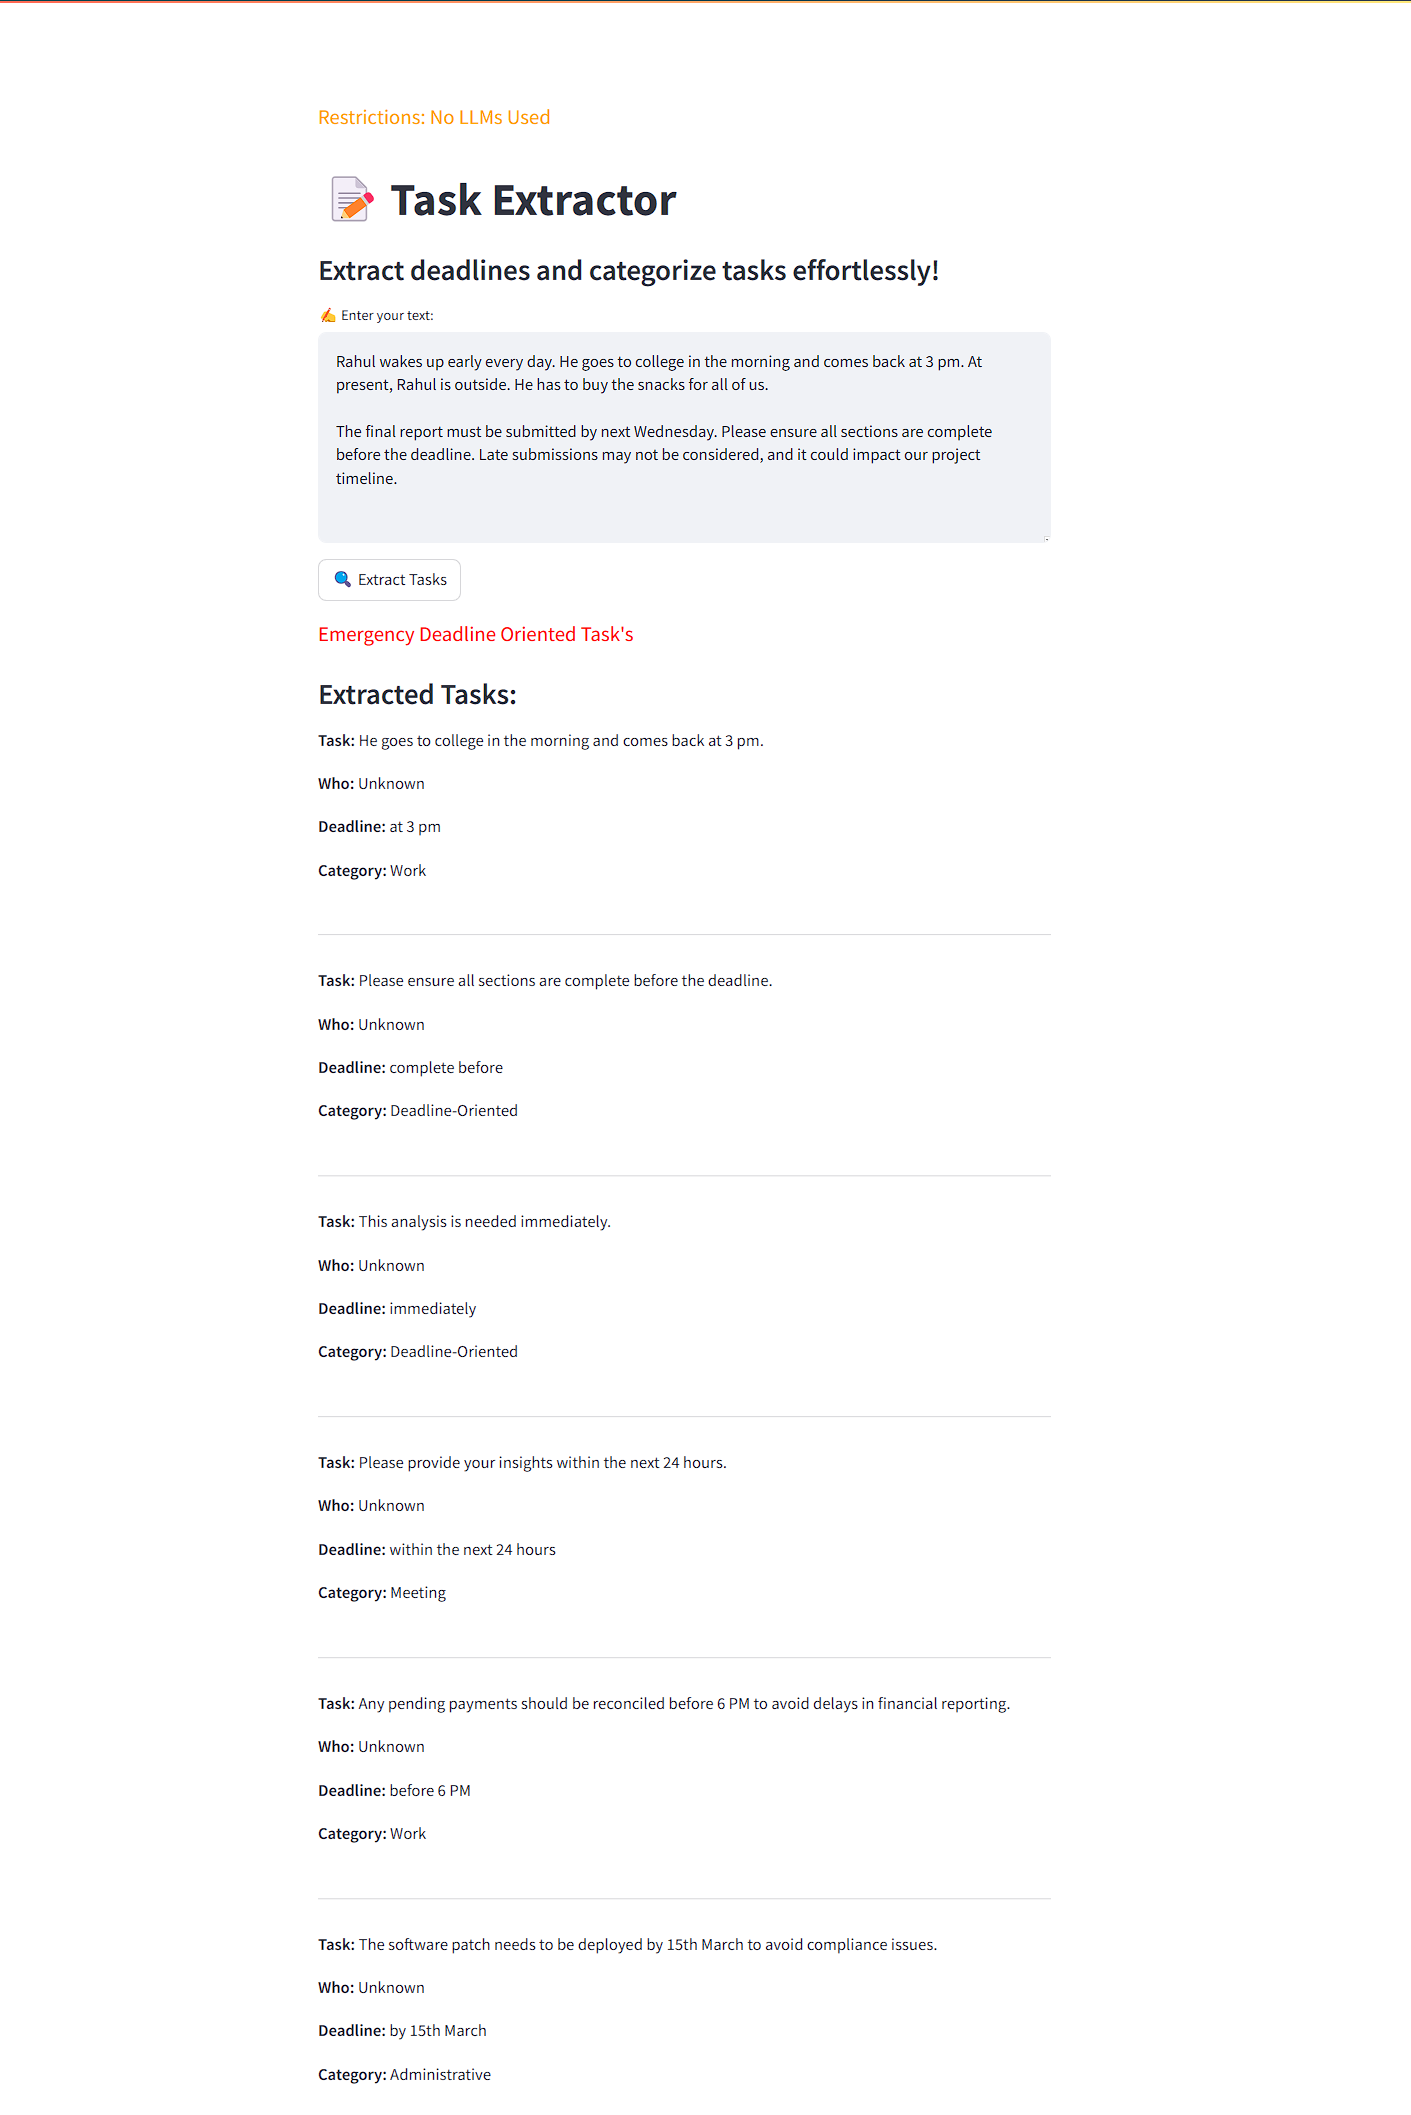 Restrictions: No LLMs Used
Task Extractor
Extract deadlines and categorize tasks effortlessly!
Enter your text:
Rahul wakes up early every day. He goes to college in the morning and comes back at 3 pm. At
present, Rahul is outside. He has to buy the snacks for all of us.
The final report must be submitted by next Wednesday. Please ensure all sections are complete
before the deadline. Late submissions may not be considered, and it could impact our project
timeline.
Extract Tasks
Emergency Deadline Oriented Task's
Extracted Tasks:
Task: He goes to college in the morning and comes back at 3 pm.
Who: Unknown
Deadline: at 3 pm
Category: Work
Task: Please ensure all sections are complete before the deadline.
Who: Unknown
Deadline: complete before
Category: Deadline-Oriented
Task: This analysis is needed immediately.
Who: Unknown
Deadline: immediately
Category: Deadline-Oriented
Task: Please provide your insights within the next 24 hours.
Who: Unknown
Deadline: within the next 24 hours
Category: Meeting
Task: Any pending payments should be reconciled before 6 PM to avoid delays in financial reporting.
Who: Unknown
Deadline: before 6 PM
Category: Work
Task: The software patch needs to be deployed by 15th March to avoid compliance issues.
Who: Unknown
Deadline: by 15th March
Category: Administrative